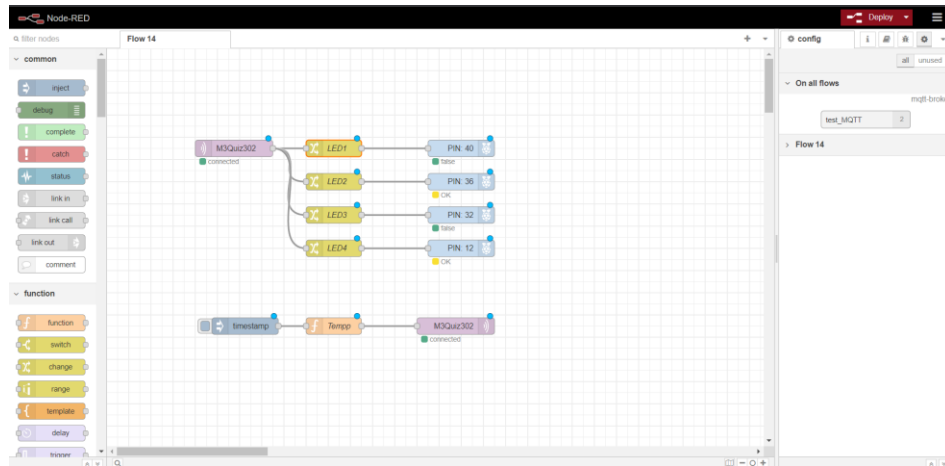 Node-RED
Deploy
filter nodes
Flow 14
config
i
all unused
common
inject
debug
complete
catch
status
link in
link call
link out
comment
function
function
switch
change
range
template
delay
trigger
M3Quiz302
connected
LED1
PIN: 40
false
LED2
PIN: 36
OK
LED3
PIN: 32
false
LED4
PIN: 12
OK
timestamp
Tempp
M3Quiz302
connected
On all flows
mqtt-broke
test_MQTT 2
Flow 14